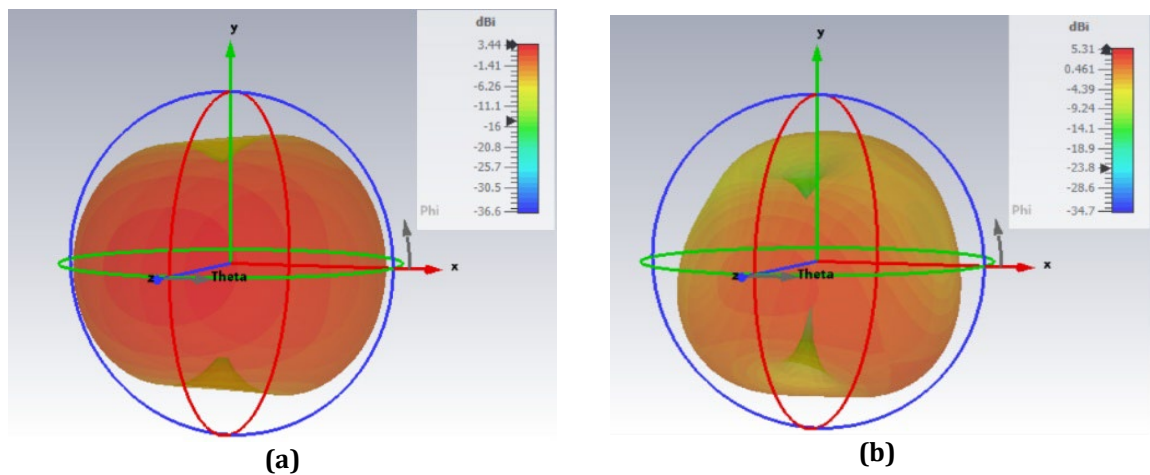 dBi
3.44
-1.41
-6.26
-11.1
-16
-20.8
-25.7
-30.5
-36.6
Phi
y
x
z
Theta
(a)
dBi
5.31
0.461
-4.39
-9.24
-14.1
-18.9
-23.8
-28.6
-34.7
Phi
y
x
z
Theta
(b)